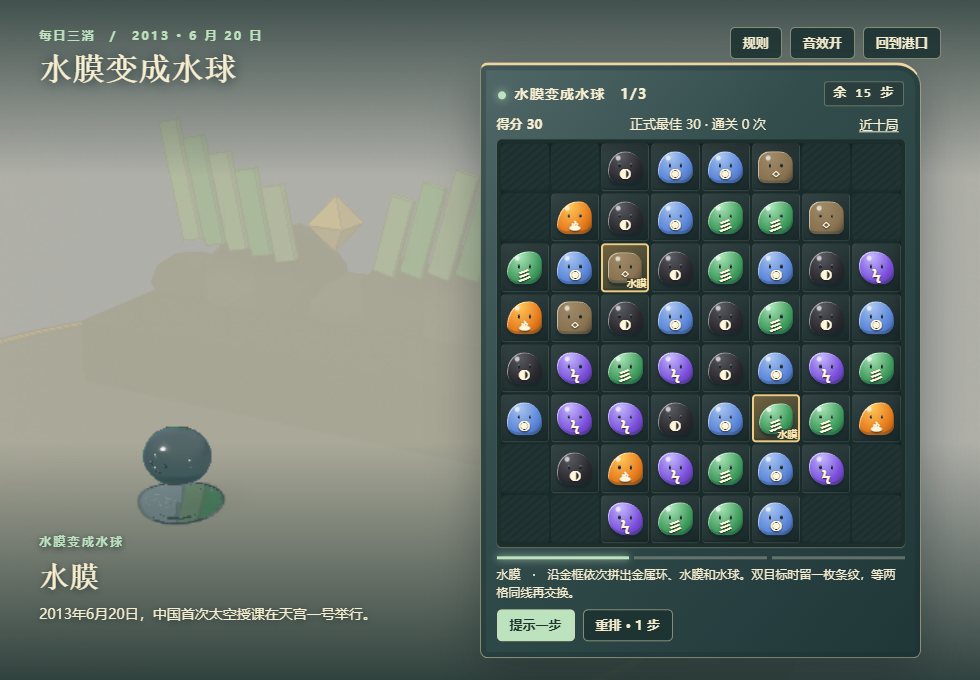 每日三消 / 2013 · 6 月 20 日
水膜变成水球
规则
音效开
回到港口
水膜变成水球 1/3
余 15 步
得分 30
正式最佳 30 · 通关 0 次
近十局
水膜
水膜
水膜 · 沿金框依次拼出金属环、水膜和水球。双目标时留一枚条纹，等两
格同线再交换。
提示一步
重排 • 1 步
水膜变成水球
水膜
2013年6月20日，中国首次太空授课在天宫一号举行。